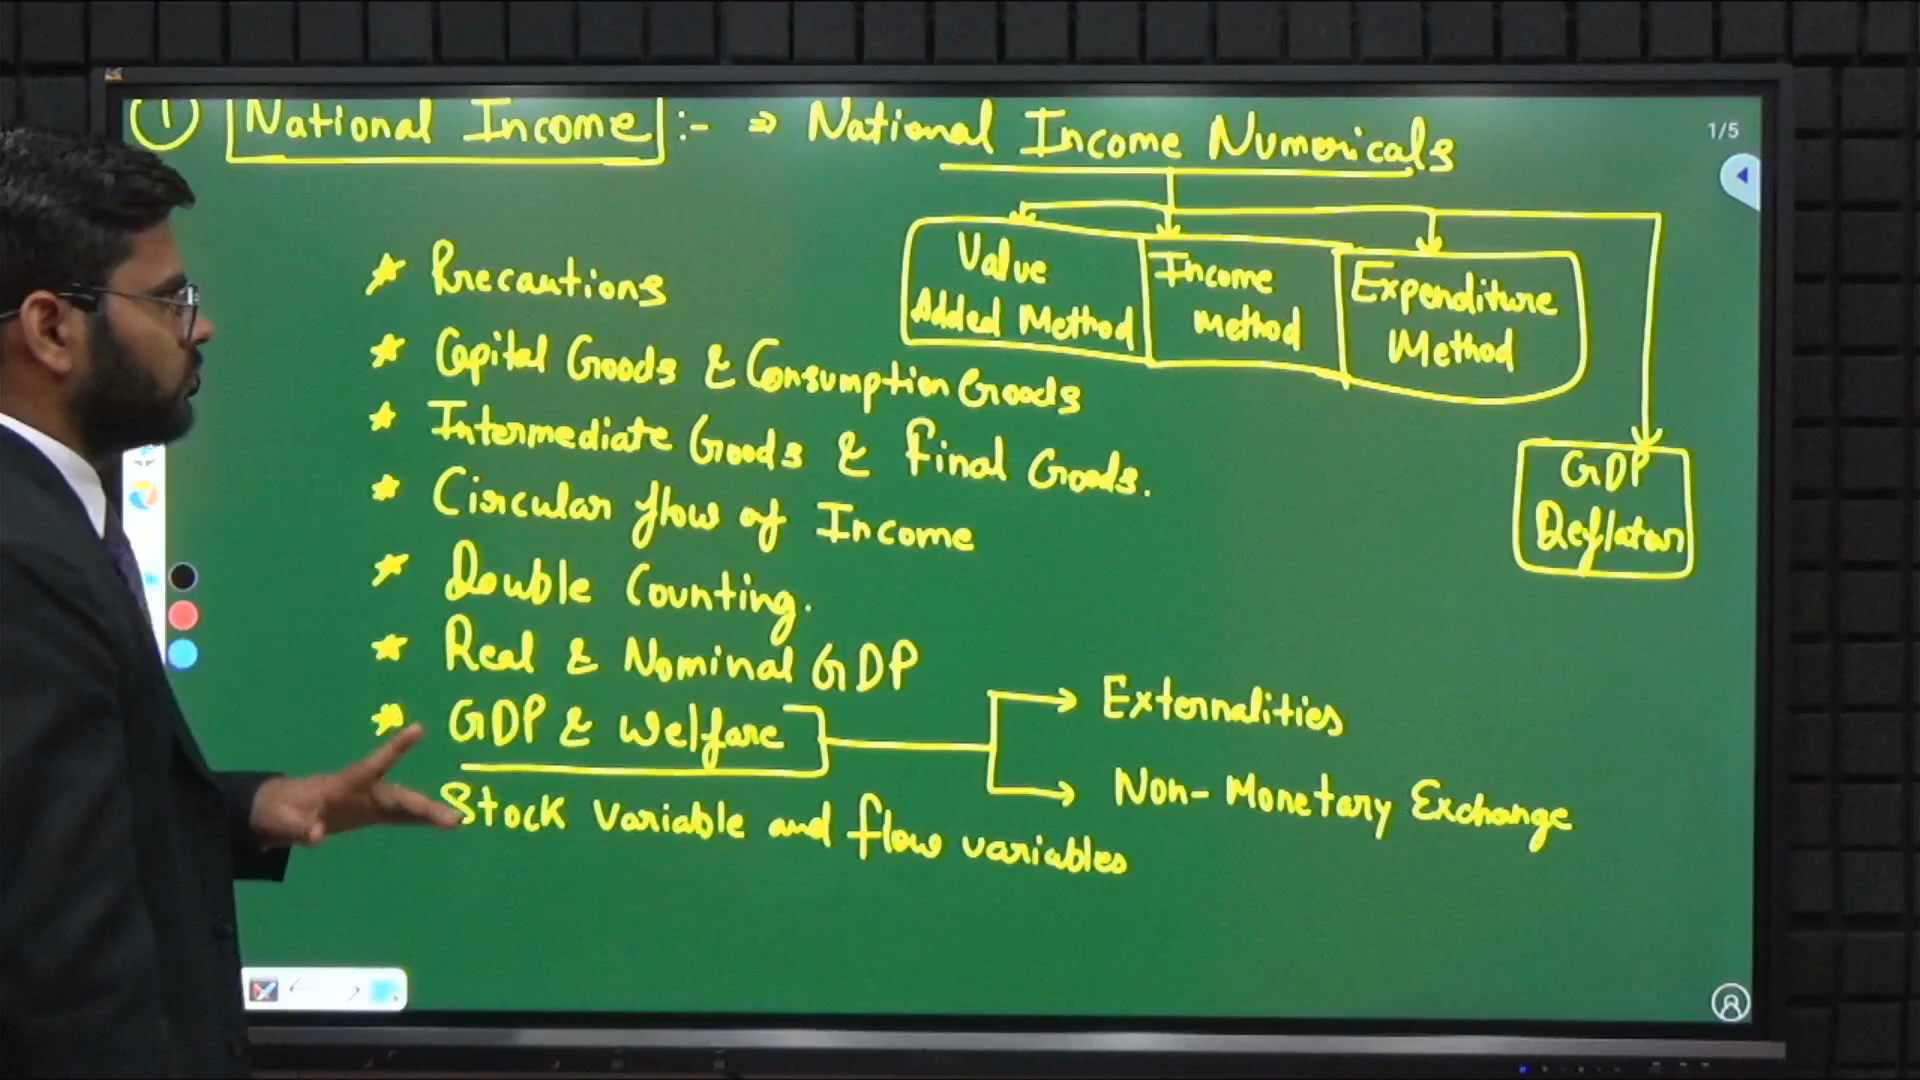 ① National Income :- ⇒ National Income Numericals
1/5
Value Added Method
Income Method
Expenditure Method
GDP Deflator
★ Precautions
★ Capital Goods & Consumption Goods
★ Intermediate Goods & Final Goods.
★ Circular flow of Income
★ Double Counting.
★ Real & Nominal GDP
★ GDP & Welfare
→ Externalities
→ Non-Monetary Exchange
Stock Variable and flow variables